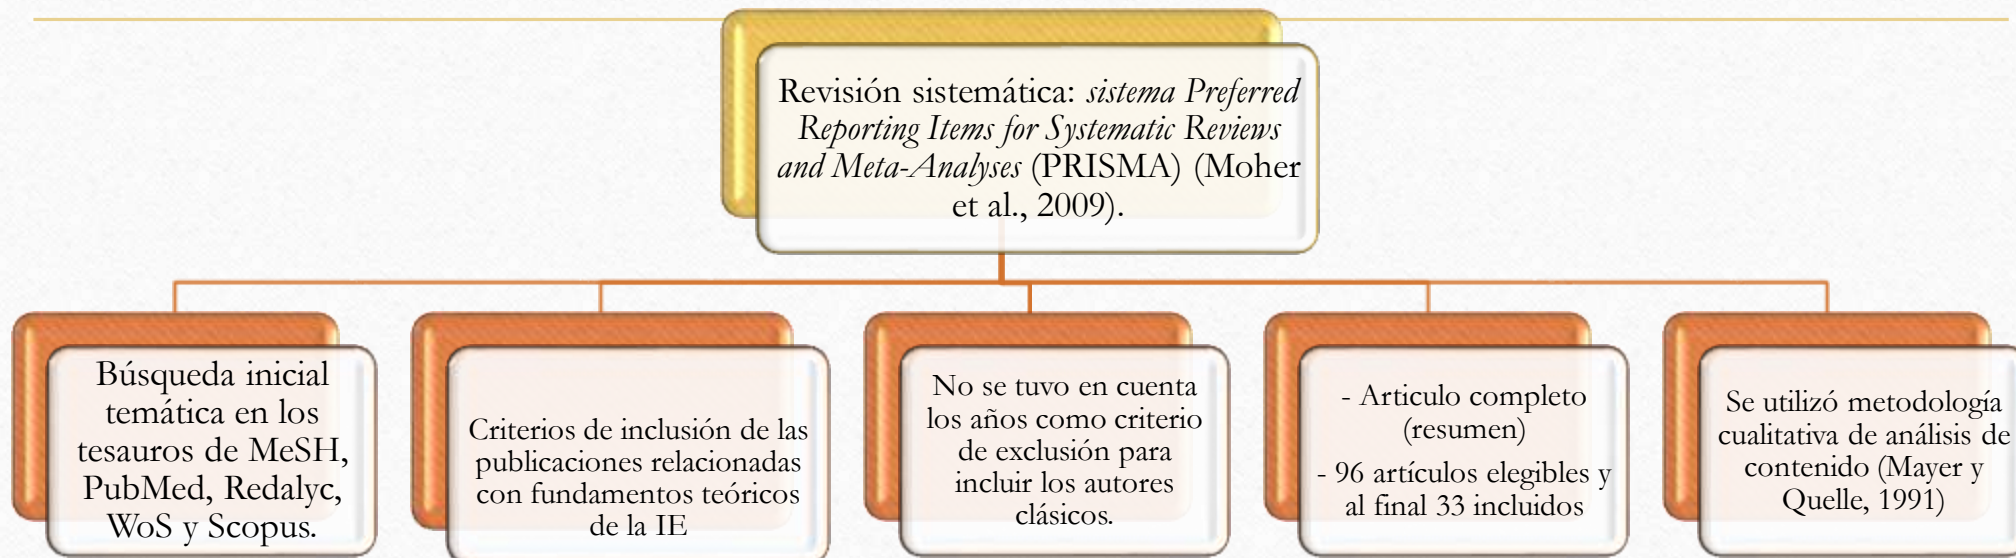 Revisión sistemática: sistema Preferred
Reporting Items for Systematic Reviews
and Meta-Analyses (PRISMA) (Moher
et al., 2009).
Búsqueda inicial
temática en los
tesauros de MeSH,
PubMed, Redalyc,
WoS y Scopus.
Criterios de inclusión de las
publicaciones relacionadas
con fundamentos teóricos
de la IE
No se tuvo en cuenta
los años como criterio
de exclusión para
incluir los autores
clásicos.
- Articulo completo
(resumen)
- 96 artículos elegibles y
al final 33 incluidos
Se utilizó metodología
cualitativa de análisis de
contenido (Mayer y
Quelle, 1991)